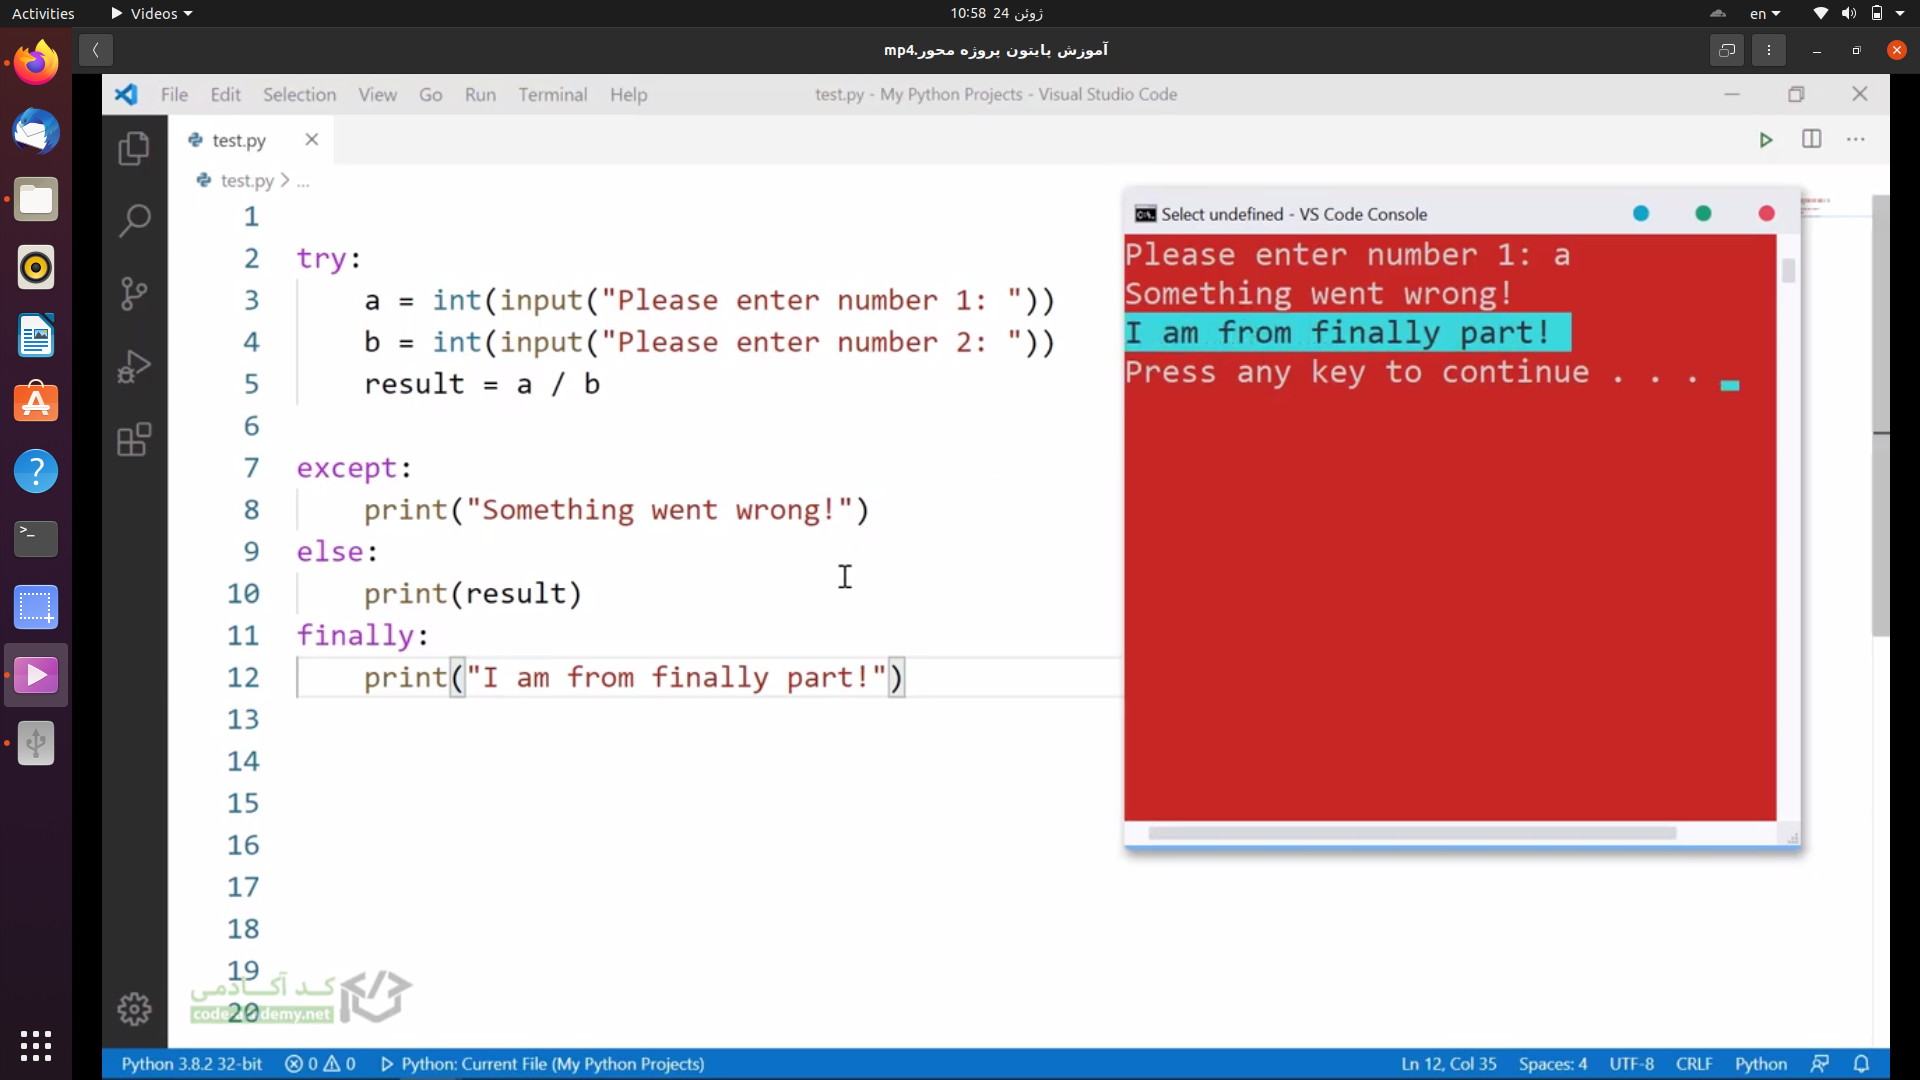 Activities
Videos
10:58 24 ژوئن
en
آموزش پایتون پروژه محور.mp4
File Edit Selection View Go Run Terminal Help
test.py - My Python Projects - Visual Studio Code
test.py
test.py > ...
1
2 try:
3 a = int(input("Please enter number 1: "))
4 b = int(input("Please enter number 2: "))
5 result = a / b
6
7 except:
8 print("Something went wrong!")
9 else:
10 print(result)
11 finally:
12 print("I am from finally part!")
13
14
15
16
17
18
19
20
Select undefined - VS Code Console
Please enter number 1: a
Something went wrong!
I am from finally part!
Press any key to continue . . .
کد آکادمی
Python 3.8.2 32-bit 0 0 Python: Current File (My Python Projects)
Ln 12, Col 35 Spaces: 4 UTF-8 CRLF Python